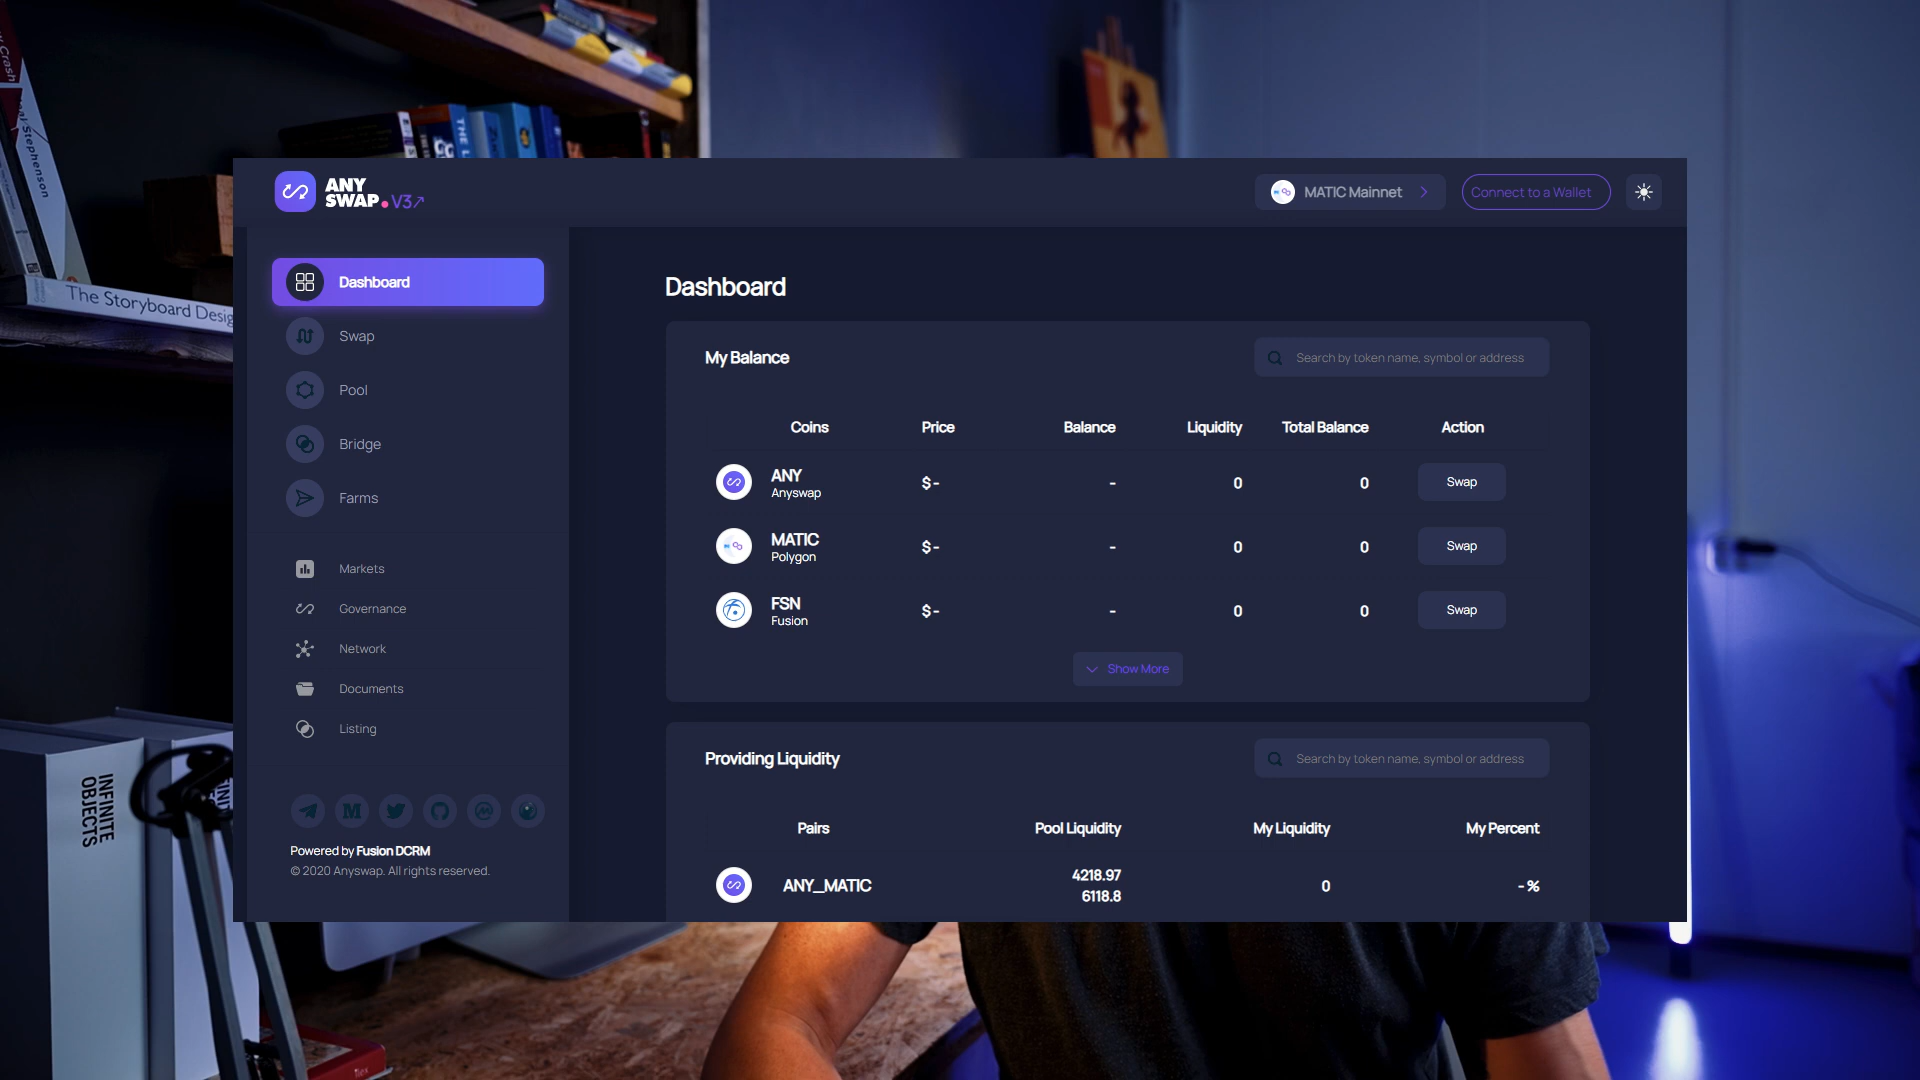 Crash
al Stephenson
The Storyboard Desig
THE L
INFINITE
OBJECTS
ANY
SWAP. V3↗
MATIC Mainnet
Connect to a Wallet
Dashboard
Swap
Pool
Bridge
Farms
Markets
Governance
Network
Documents
Listing
Powered by Fusion DCRM
© 2020 Anyswap. All rights reserved.
Dashboard
My Balance
Search by token name, symbol or address
Coins Price Balance Liquidity Total Balance Action
ANY
Anyswap
$ - - 0 0 Swap
MATIC
Polygon
$ - - 0 0 Swap
FSN
Fusion
$ - - 0 0 Swap
Show More
Providing Liquidity
Search by token name, symbol or address
Pairs Pool Liquidity My Liquidity My Percent
ANY_MATIC
4218.97
6118.8
0 - %